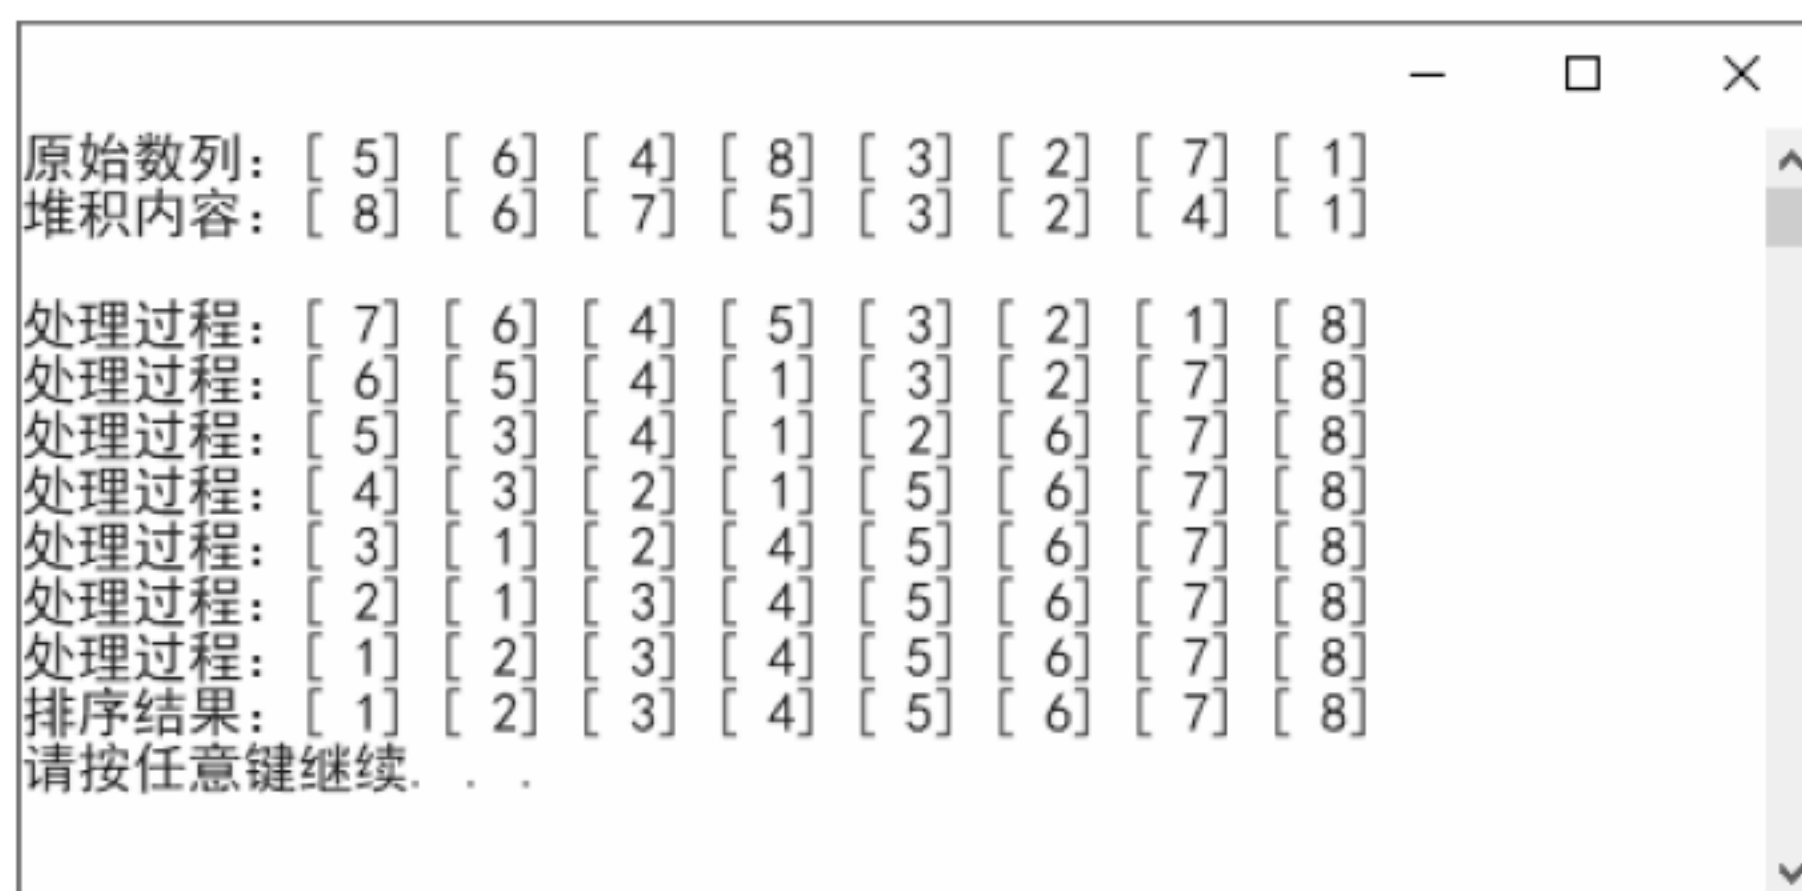 原始数列：[ 5] [ 6] [ 4] [ 8] [ 3] [ 2] [ 7] [ 1]
堆积内容：[ 8] [ 6] [ 7] [ 5] [ 3] [ 2] [ 4] [ 1]
处理过程：[ 7] [ 6] [ 4] [ 5] [ 3] [ 2] [ 1] [ 8]
处理过程：[ 6] [ 5] [ 4] [ 1] [ 3] [ 2] [ 7] [ 8]
处理过程：[ 5] [ 3] [ 4] [ 1] [ 2] [ 6] [ 7] [ 8]
处理过程：[ 4] [ 3] [ 2] [ 1] [ 5] [ 6] [ 7] [ 8]
处理过程：[ 3] [ 1] [ 2] [ 4] [ 5] [ 6] [ 7] [ 8]
处理过程：[ 2] [ 1] [ 3] [ 4] [ 5] [ 6] [ 7] [ 8]
处理过程：[ 1] [ 2] [ 3] [ 4] [ 5] [ 6] [ 7] [ 8]
排序结果：[ 1] [ 2] [ 3] [ 4] [ 5] [ 6] [ 7] [ 8]
请按任意键继续. . .